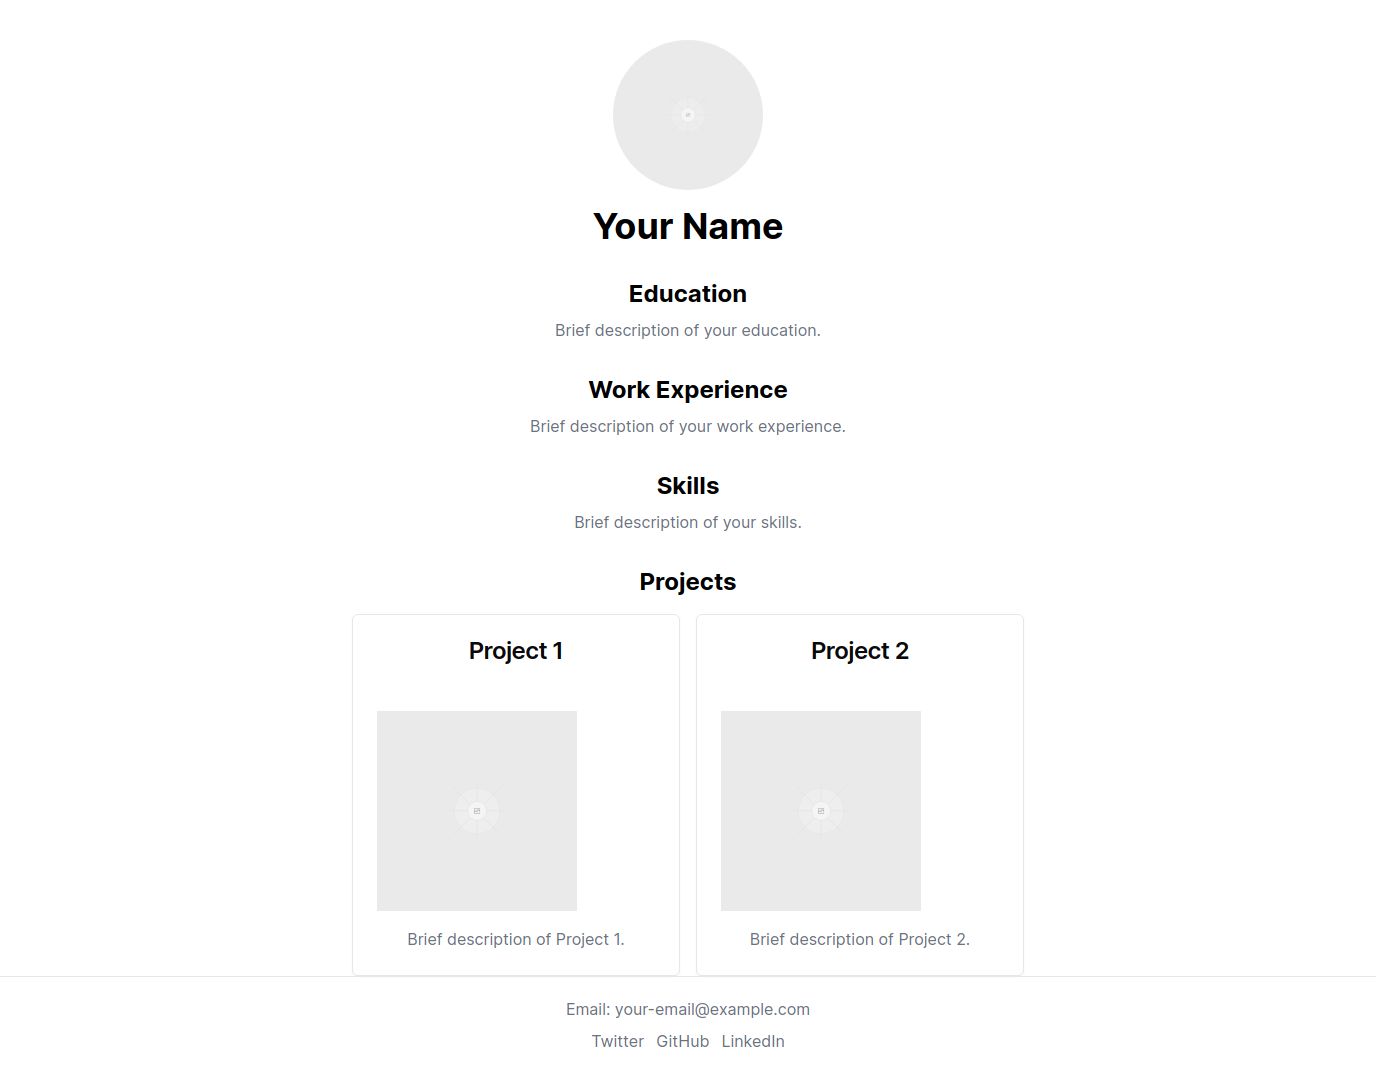 Your Name
Education
Brief description of your education.
Work Experience
Brief description of your work experience.
Skills
Brief description of your skills.
Projects
Project 1
Brief description of Project 1.
Project 2
Brief description of Project 2.
Email: your-email@example.com
Twitter GitHub LinkedIn